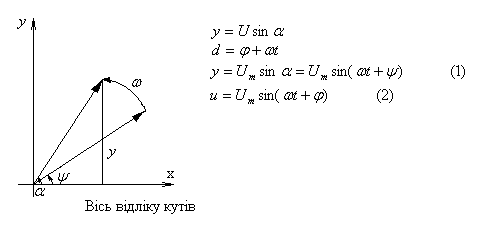 y
y = U sin α
d = φ + ωt
y = U_m sin α = U_m sin( ωt + ψ) (1)
u = U_m sin( ωt + φ) (2)
ω
y
x
α ψ
Вісь відліку кутів